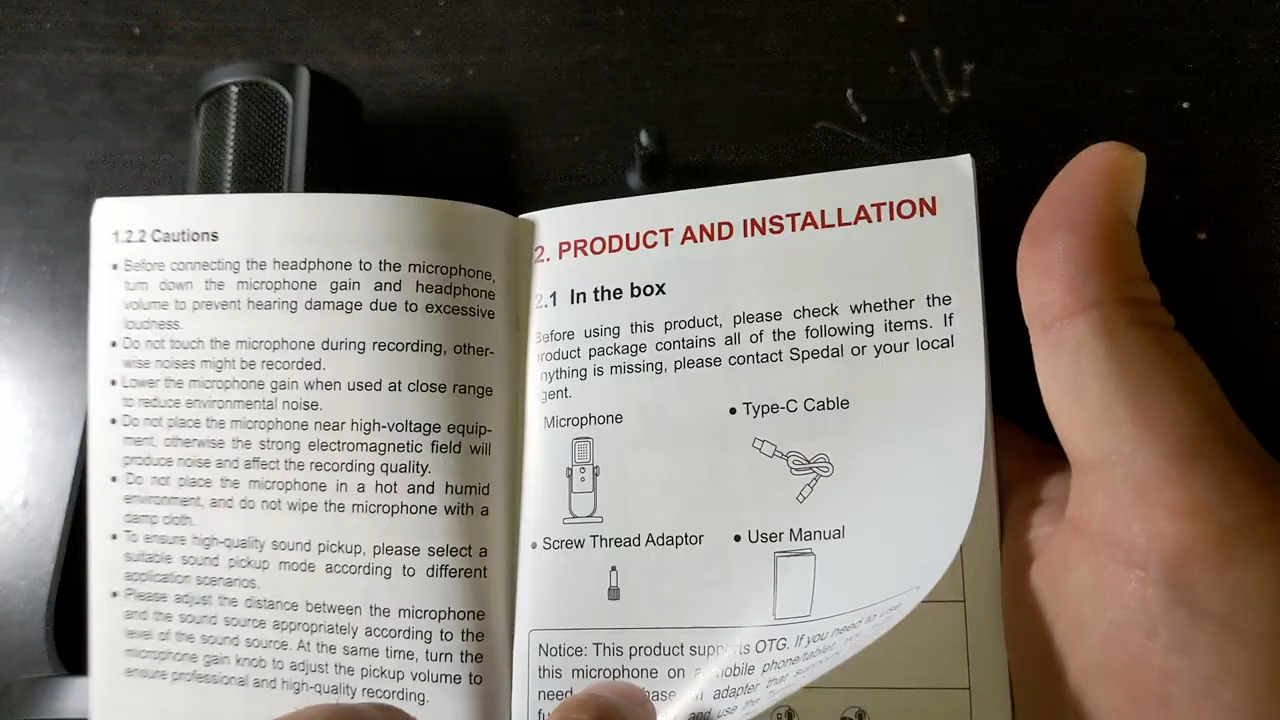 1.2.2 Cautions
• Before connecting the headphone to the microphone,
turn down the microphone gain and headphone
volume to prevent hearing damage due to excessive
loudness.
• Do not touch the microphone during recording, other-
wise noises might be recorded.
• Lower the microphone gain when used at close range
to reduce environmental noise.
• Do not place the microphone near high-voltage equip-
ment, otherwise the strong electromagnetic field will
produce noise and affect the recording quality.
• Do not place the microphone in a hot and humid
environment, and do not wipe the microphone with a
damp cloth.
• To ensure high-quality sound pickup, please select a
suitable sound pickup mode according to different
application scenarios.
• Please adjust the distance between the microphone
and the sound source appropriately according to the
level of the sound source. At the same time, turn the
microphone gain knob to adjust the pickup volume to
ensure professional and high-quality recording.
2. PRODUCT AND INSTALLATION
2.1 In the box
Before using this product, please check whether the
product package contains all of the following items. If
anything is missing, please contact Spedal or your local
agent.
Microphone
• Type-C Cable
• Screw Thread Adaptor
• User Manual
Notice: This product supports OTG. If you need to use
this microphone on a mobile phone/tablet, you
need an adapter that
and use the